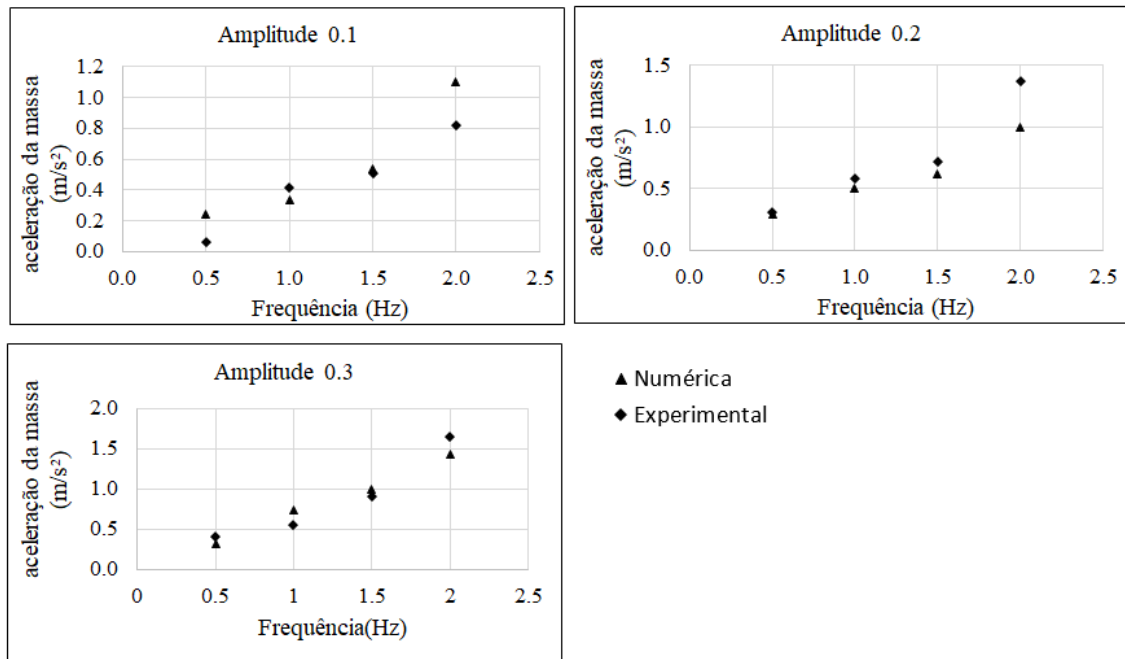 Amplitude 0.1
aceleração da massa
(m/s²)
1.2
1.0
0.8
0.6
0.4
0.2
0.0
0.0 0.5 1.0 1.5 2.0 2.5
Frequência (Hz)
Amplitude 0.2
aceleração da massa
(m/s²)
1.5
1.0
0.5
0.0
0.0 0.5 1.0 1.5 2.0 2.5
Frequência (Hz)
Amplitude 0.3
aceleração da massa
(m/s²)
2.0
1.5
1.0
0.5
0.0
0 0.5 1 1.5 2 2.5
Frequência(Hz)
Numérica
Experimental